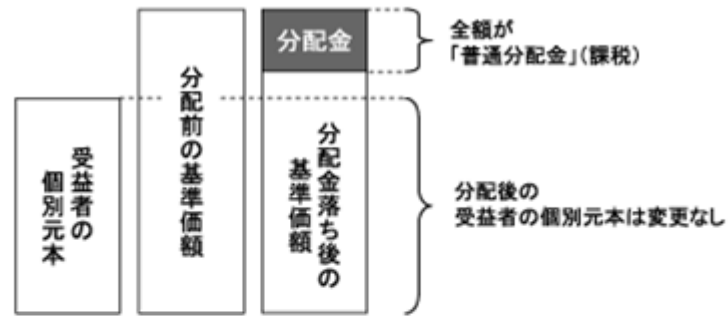 受益者の
個別元本
分配前の基準価額
分配金
分配金落ち後の
基準価額
全額が
「普通分配金」(課税)
分配後の
受益者の個別元本は変更なし